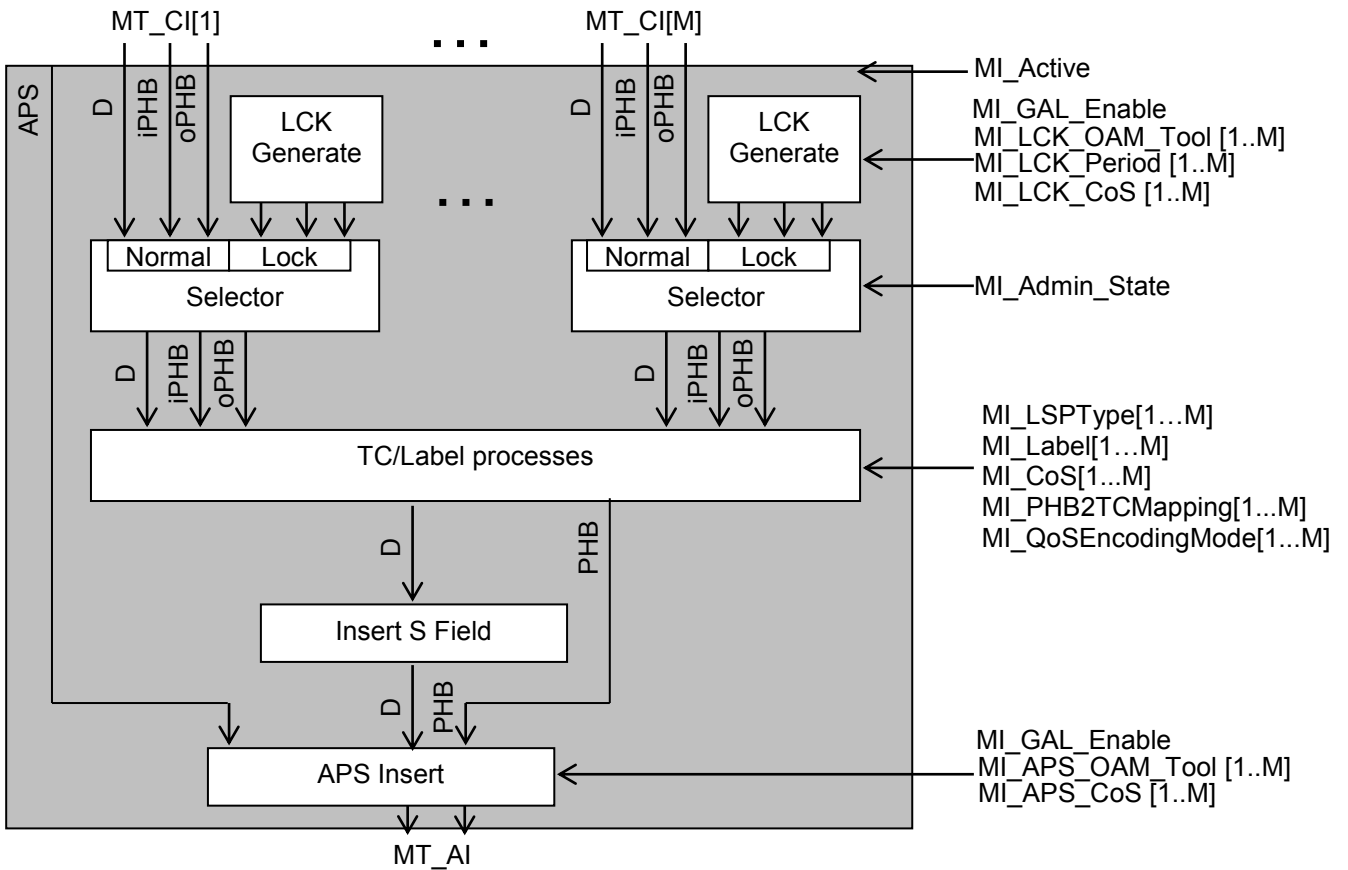 MT_CI[1]
...
MT_CI[M]
APS
D
iPHB
oPHB
LCK
Generate
D
iPHB
oPHB
LCK
Generate
MI_Active
MI_GAL_Enable
MI_LCK_OAM_Tool [1..M]
MI_LCK_Period [1..M]
MI_LCK_CoS [1..M]
...
Normal
Lock
Selector
Normal
Lock
Selector
MI_Admin_State
D
iPHB
oPHB
D
iPHB
oPHB
TC/Label processes
MI_LSPType[1…M]
MI_Label[1…M]
MI_CoS[1...M]
MI_PHB2TCMapping[1...M]
MI_QoSEncodingMode[1...M]
D
PHB
Insert S Field
D
PHB
APS Insert
MI_GAL_Enable
MI_APS_OAM_Tool [1..M]
MI_APS_CoS [1..M]
MT_AI